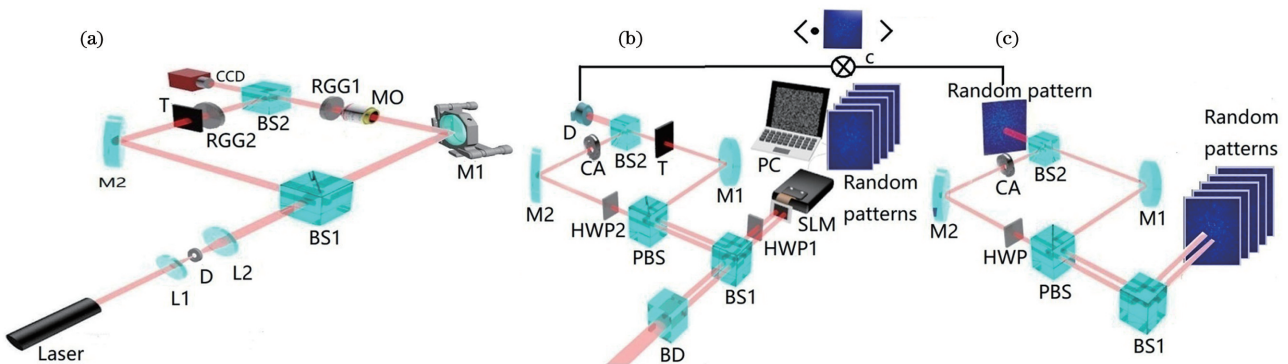 (a)
CCD
RGG1
MO
T
BS2
RGG2
M1
M2
BS1
L2
D
L1
Laser
(b)
< • >
C
D
BS2
CA
T
PC
M2
M1
Random
patterns
SLM
HWP2
HWP1
PBS
BS1
BD
(c)
Random pattern
Random
patterns
BS2
CA
M1
M2
HWP
PBS
BS1